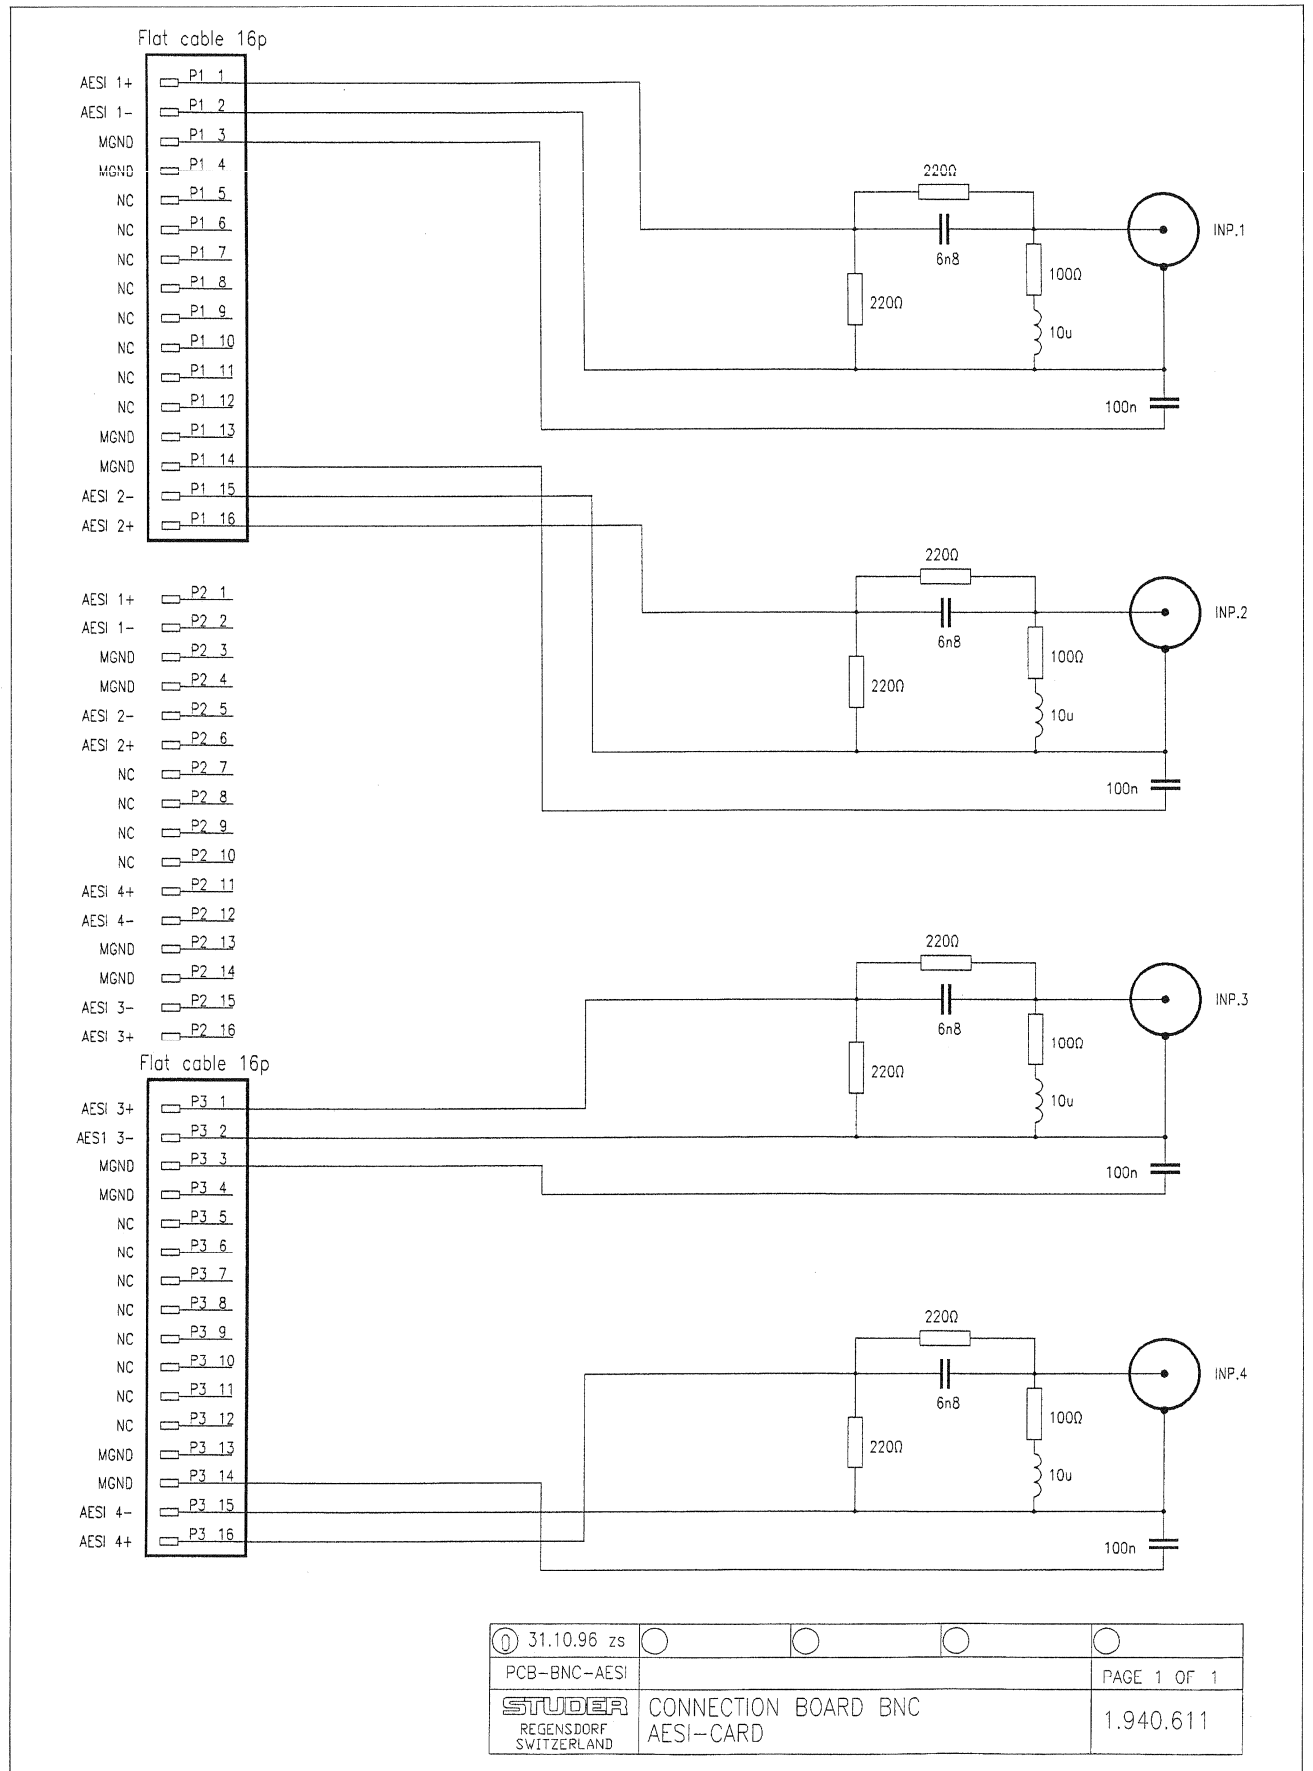 Flat cable 16p
AESI 1+ P1 1
AESI 1- P1 2
MGND P1 3
MGND P1 4
NC P1 5
NC P1 6
NC P1 7
NC P1 8
NC P1 9
NC P1 10
NC P1 11
NC P1 12
MGND P1 13
MGND P1 14
AESI 2- P1 15
AESI 2+ P1 16
220Ω
6n8
220Ω
100Ω
10u
INP.1
100n
AESI 1+ P2 1
AESI 1- P2 2
MGND P2 3
MGND P2 4
AESI 2- P2 5
AESI 2+ P2 6
NC P2 7
NC P2 8
NC P2 9
NC P2 10
AESI 4+ P2 11
AESI 4- P2 12
MGND P2 13
MGND P2 14
AESI 3- P2 15
AESI 3+ P2 16
220Ω
6n8
220Ω
100Ω
10u
INP.2
100n
Flat cable 16p
AESI 3+ P3 1
AES1 3- P3 2
MGND P3 3
MGND P3 4
NC P3 5
NC P3 6
NC P3 7
NC P3 8
NC P3 9
NC P3 10
NC P3 11
NC P3 12
MGND P3 13
MGND P3 14
AESI 4- P3 15
AESI 4+ P3 16
220Ω
6n8
220Ω
100Ω
10u
INP.3
100n
220Ω
6n8
220Ω
100Ω
10u
INP.4
100n
0 31.10.96 zs
PCB-BNC-AESI
PAGE 1 OF 1
STUDER
REGENSDORF
SWITZERLAND
CONNECTION BOARD BNC
AESI-CARD
1.940.611